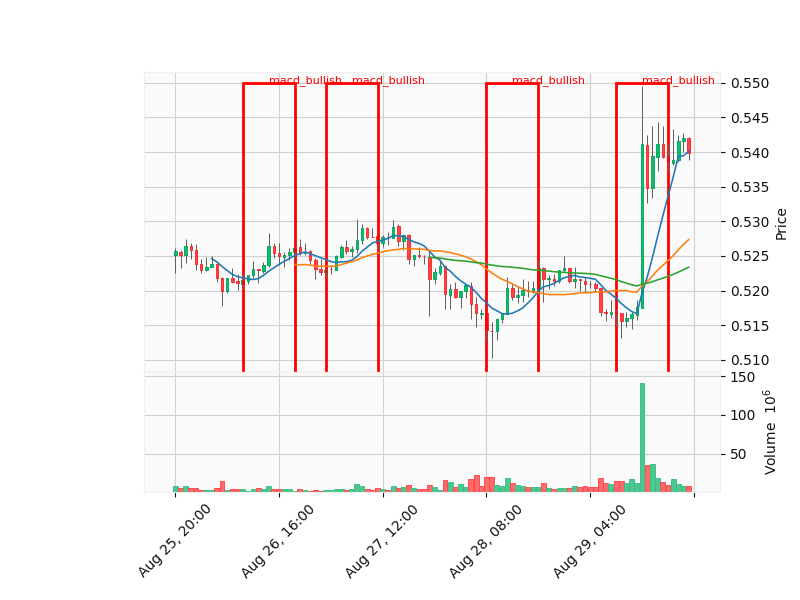 macd_bullish macd_bullish macd_bullish macd_bullish
0.550
0.545
0.540
0.535
0.530
0.525
0.520
0.515
0.510
Price
150
100
50
Volume 10^6
Aug 25, 20:00
Aug 26, 16:00
Aug 27, 12:00
Aug 28, 08:00
Aug 29, 04:00